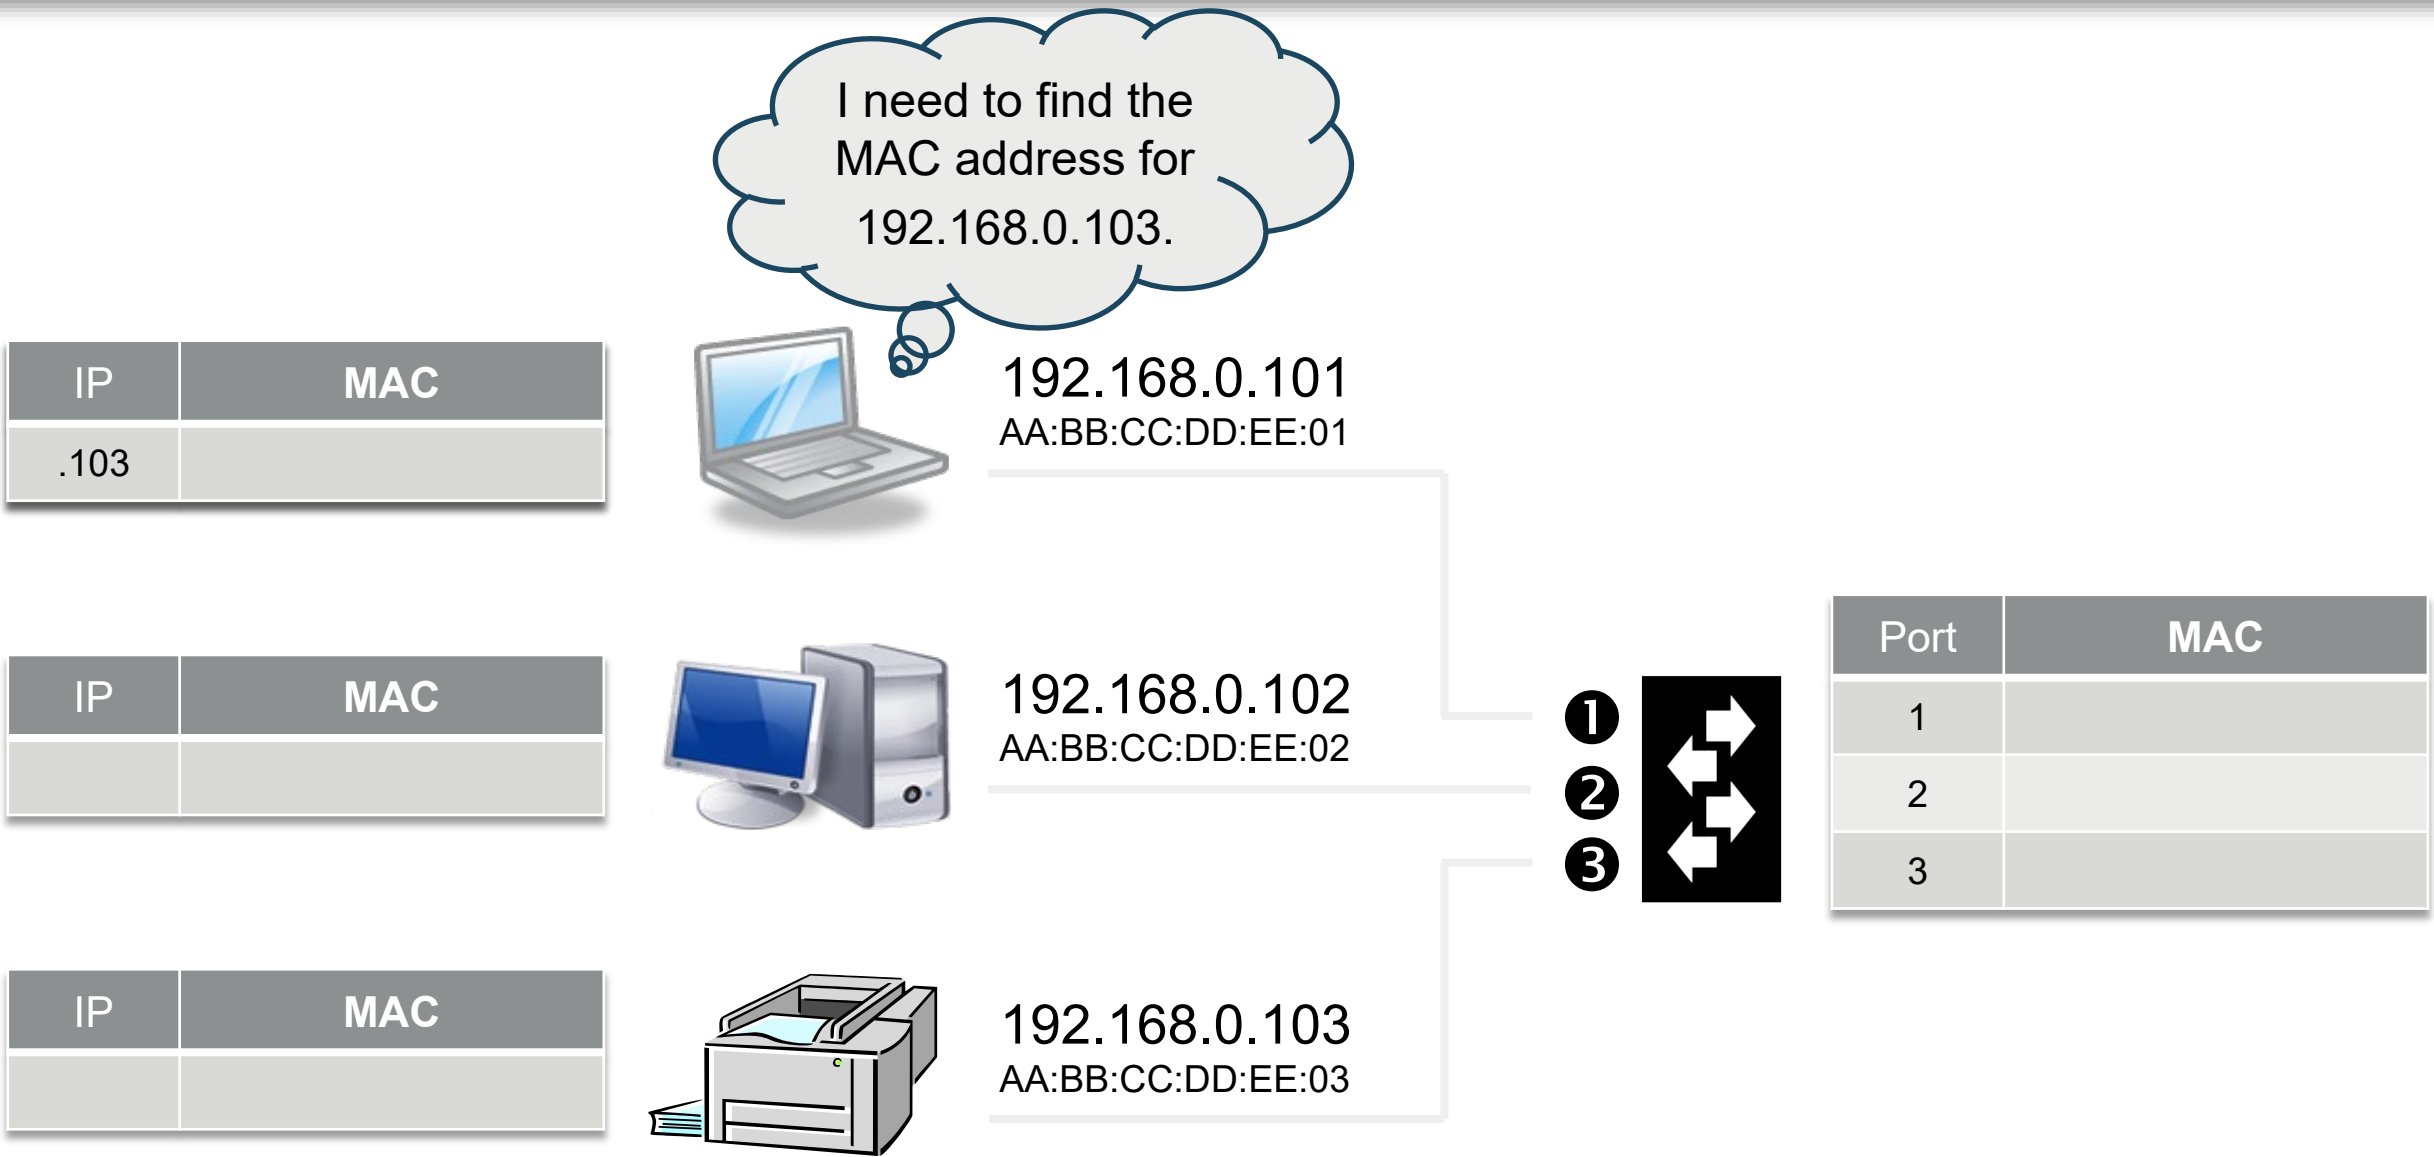 I need to find the
MAC address for
192.168.0.103.
IP MAC
.103
192.168.0.101
AA:BB:CC:DD:EE:01
IP MAC
192.168.0.102
AA:BB:CC:DD:EE:02
IP MAC
192.168.0.103
AA:BB:CC:DD:EE:03
1
2
3
Port MAC
1
2
3